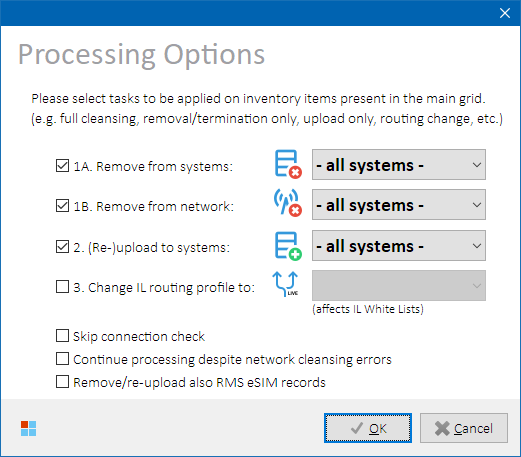 Processing Options
Please select tasks to be applied on inventory items present in the main grid.
(e.g. full cleansing, removal/termination only, upload only, routing change, etc.)
1A. Remove from systems:
- all systems -
1B. Remove from network:
- all systems -
2. (Re-)upload to systems:
- all systems -
3. Change IL routing profile to:
LIVE
(affects IL White Lists)
Skip connection check
Continue processing despite network cleansing errors
Remove/re-upload also RMS eSIM records
OK
Cancel